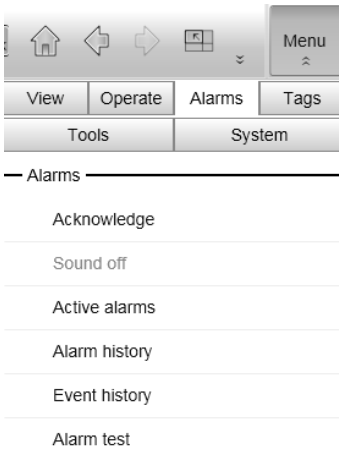 Menu
View Operate Alarms Tags
Tools System
Alarms
Acknowledge
Sound off
Active alarms
Alarm history
Event history
Alarm test